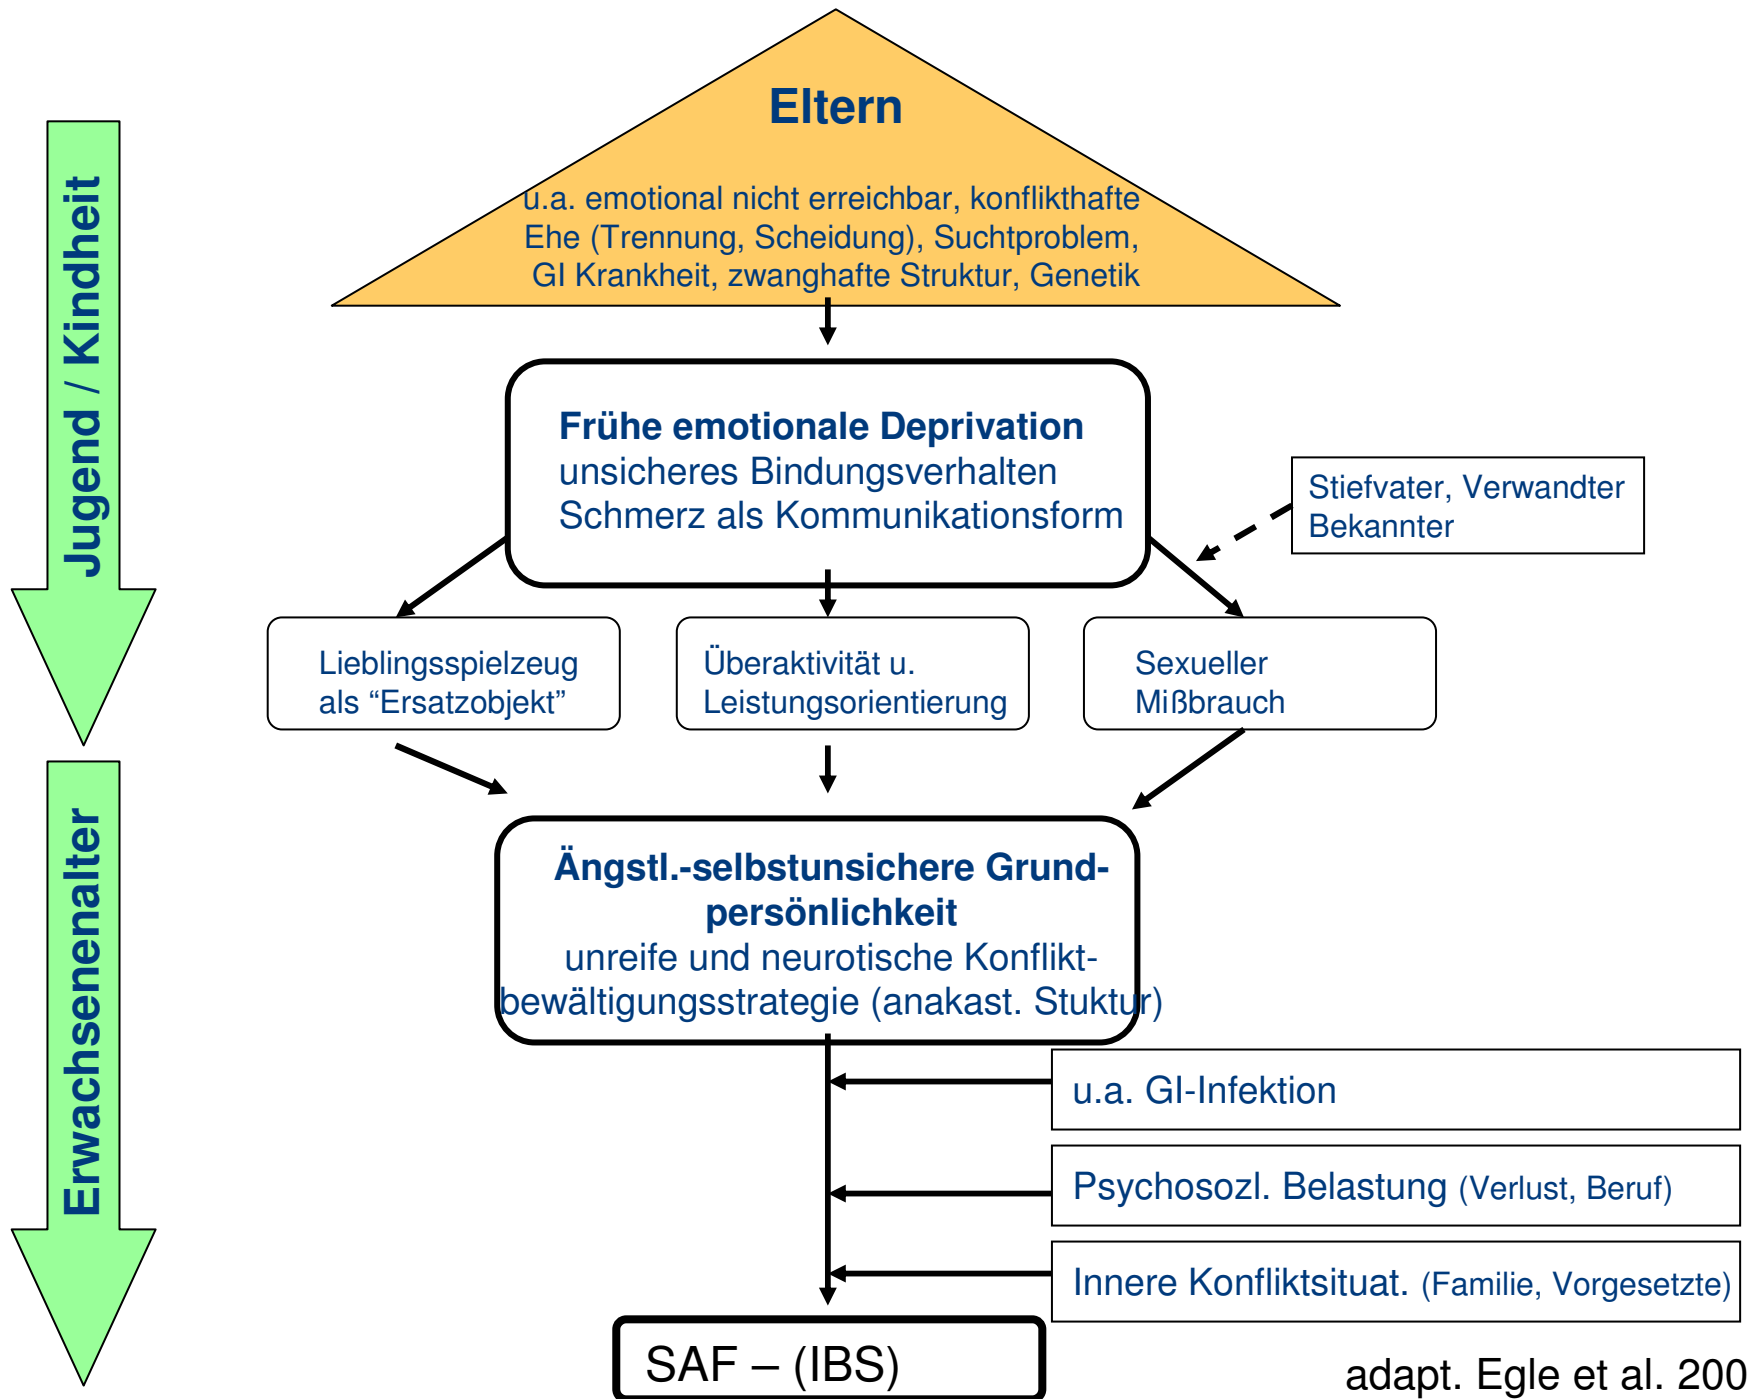 Eltern
u.a. emotional nicht erreichbar, konflikthafte
Ehe (Trennung, Scheidung), Suchtproblem,
GI Krankheit, zwanghafte Struktur, Genetik
Jugend / Kindheit
Frühe emotionale Deprivation
unsicheres Bindungsverhalten
Schmerz als Kommunikationsform
Stiefvater, Verwandter
Bekannter
Lieblingsspielzeug
als “Ersatzobjekt”
Überaktivität u.
Leistungsorientierung
Sexueller
Mißbrauch
Erwachsenenalter
Ängstl.-selbstunsichere Grund-
persönlichkeit
unreife und neurotische Konflikt-
bewältigungsstrategie (anakast. Stuktur)
u.a. GI-Infektion
Psychosozl. Belastung (Verlust, Beruf)
Innere Konfliktsituat. (Familie, Vorgesetzte)
SAF – (IBS)
adapt. Egle et al. 200